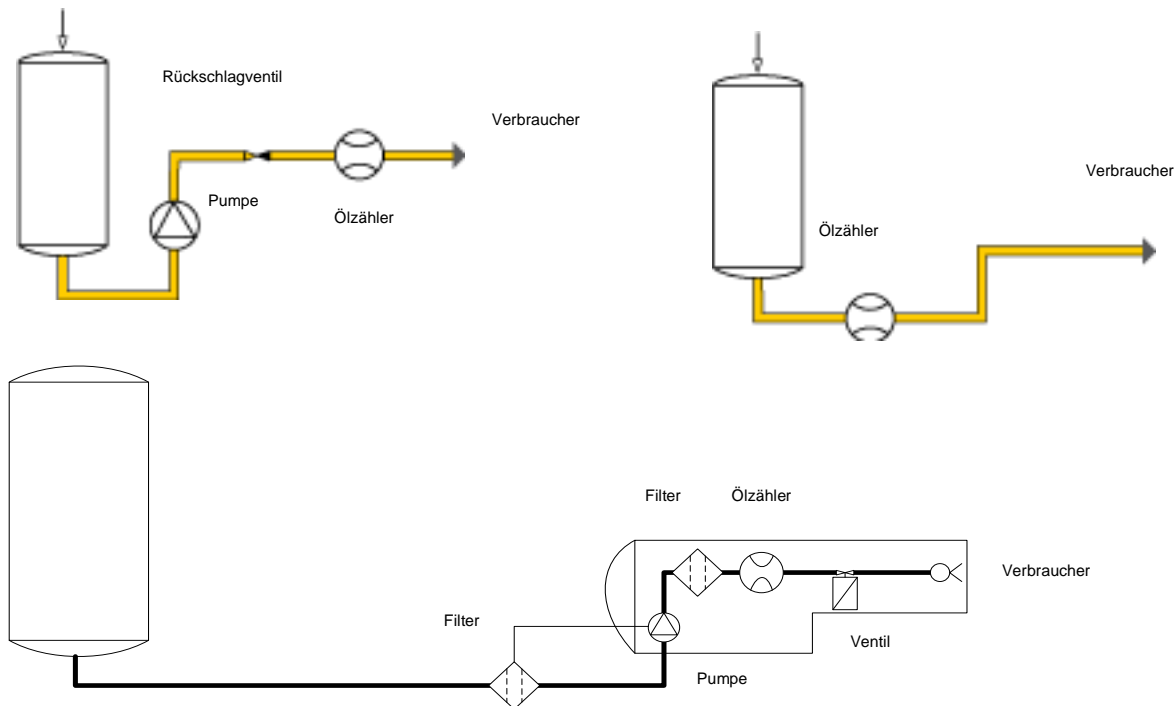 Rückschlagventil
Verbraucher
Pumpe
Ölzähler
Verbraucher
Ölzähler
Filter
Ölzähler
Verbraucher
Filter
Ventil
Pumpe